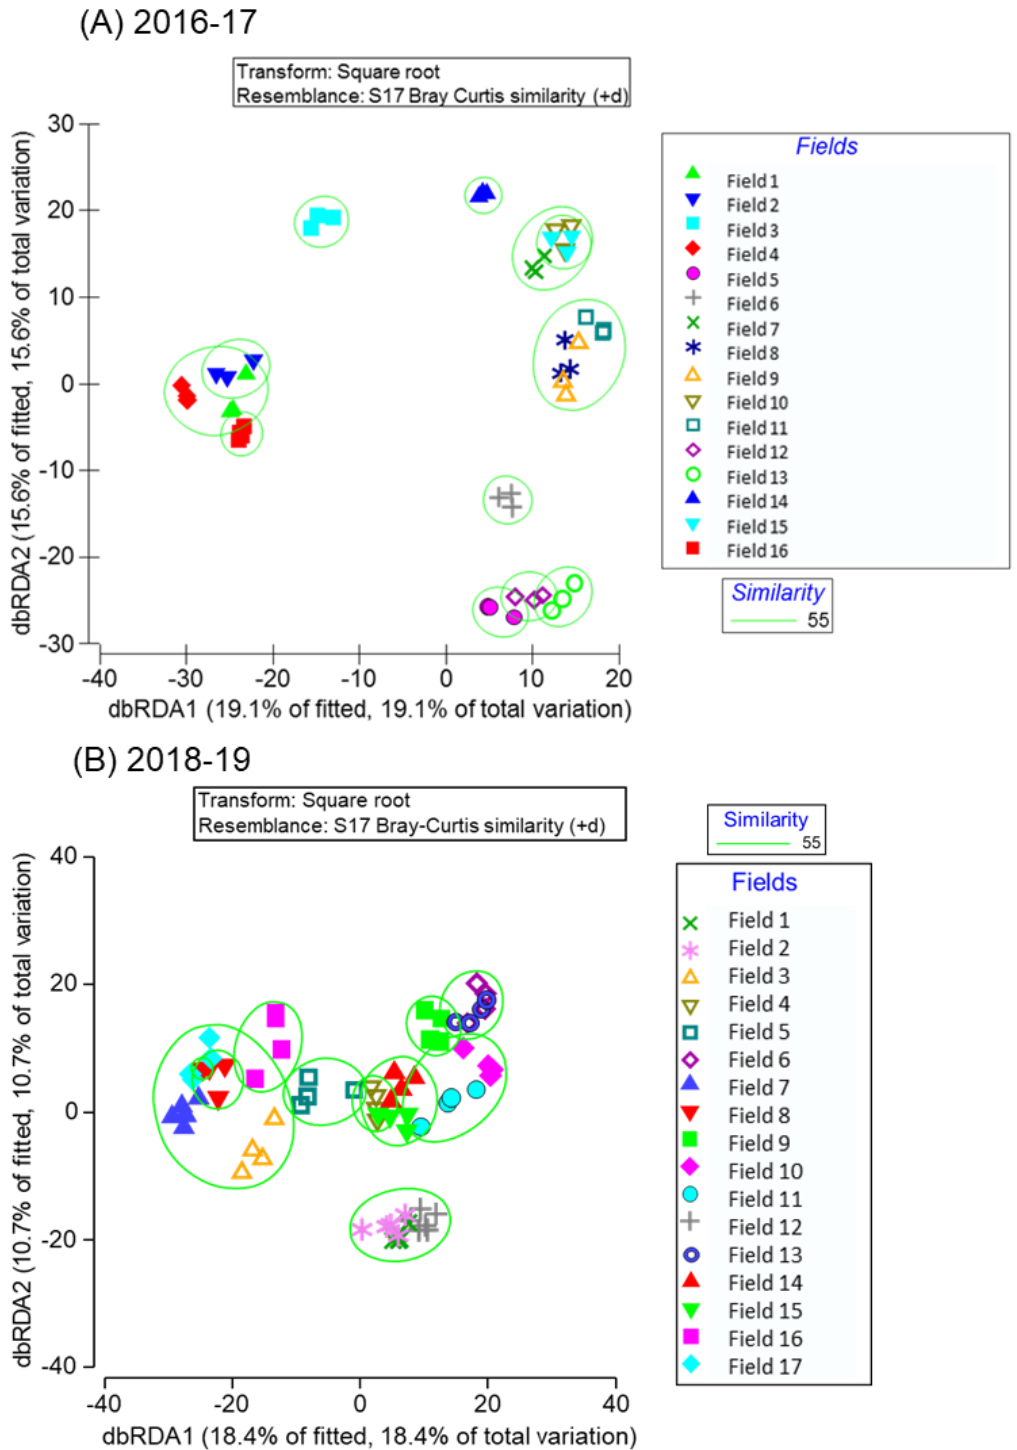 (A) 2016-17
Transform: Square root
Resemblance: S17 Bray Curtis similarity (+d)
30
20
10
0
-10
-20
-30
dbRDA2 (15.6% of fitted, 15.6% of total variation)
-40
-30
-20
-10
0
10
20
dbRDA1 (19.1% of fitted, 19.1% of total variation)
Fields
Field 1
Field 2
Field 3
Field 4
Field 5
Field 6
Field 7
Field 8
Field 9
Field 10
Field 11
Field 12
Field 13
Field 14
Field 15
Field 16
Similarity
55
(B) 2018-19
Transform: Square root
Resemblance: S17 Bray-Curtis similarity (+d)
40
20
0
-20
-40
dbRDA2 (10.7% of fitted, 10.7% of total variation)
-40
-20
0
20
40
dbRDA1 (18.4% of fitted, 18.4% of total variation)
Similarity
55
Fields
Field 1
Field 2
Field 3
Field 4
Field 5
Field 6
Field 7
Field 8
Field 9
Field 10
Field 11
Field 12
Field 13
Field 14
Field 15
Field 16
Field 17